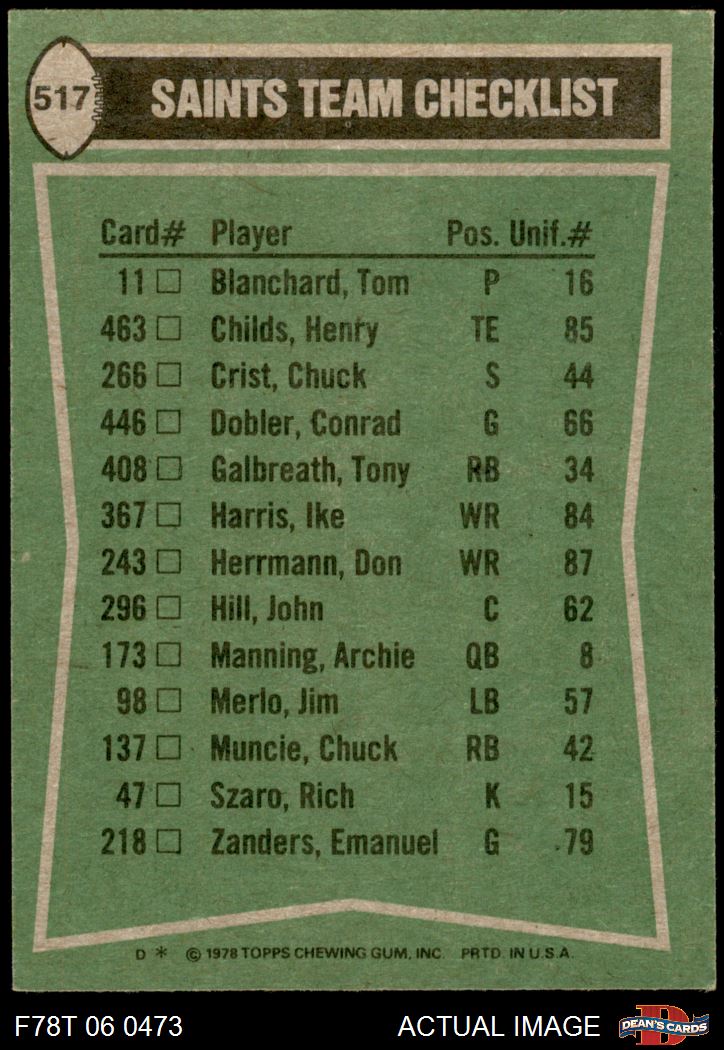 517
SAINTS TEAM CHECKLIST
Card# Player Pos. Unif.#
11 □ Blanchard, Tom P 16
463 □ Childs, Henry TE 85
266 □ Crist, Chuck S 44
446 □ Dobler, Conrad G 66
408 □ Galbreath, Tony RB 34
367 □ Harris, Ike WR 84
243 □ Herrmann, Don WR 87
296 □ Hill, John C 62
173 □ Manning, Archie QB 8
98 □ Merlo, Jim LB 57
137 □ Muncie, Chuck RB 42
47 □ Szaro, Rich K 15
218 □ Zanders, Emanuel G 79
D * © 1978 TOPPS CHEWING GUM, INC. PRTD. IN U.S.A.
F78T 06 0473 ACTUAL IMAGE D DEAN'S CARDS